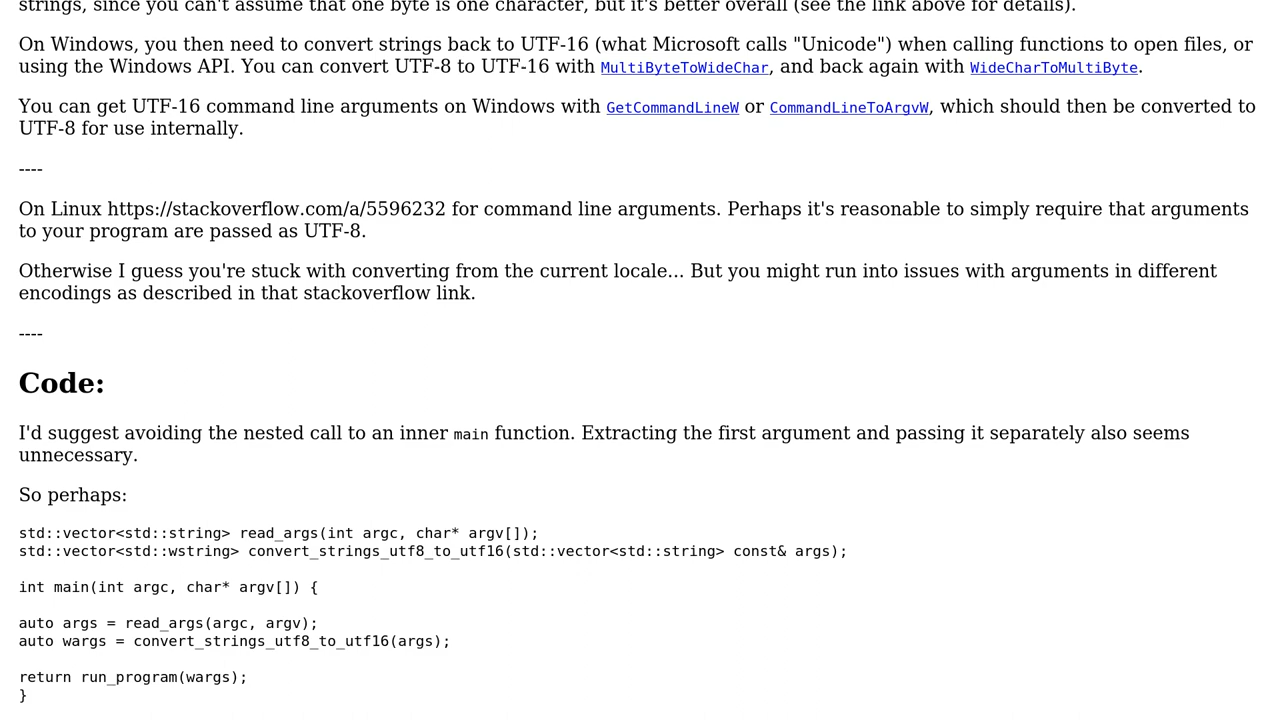 strings, since you can't assume that one byte is one character, but it's better overall (see the link above for details).
On Windows, you then need to convert strings back to UTF-16 (what Microsoft calls "Unicode") when calling functions to open files, or
using the Windows API. You can convert UTF-8 to UTF-16 with MultiByteToWideChar, and back again with WideCharToMultiByte.
You can get UTF-16 command line arguments on Windows with GetCommandLineW or CommandLineToArgvW, which should then be converted to
UTF-8 for use internally.
----
On Linux https://stackoverflow.com/a/5596232 for command line arguments. Perhaps it's reasonable to simply require that arguments
to your program are passed as UTF-8.
Otherwise I guess you're stuck with converting from the current locale... But you might run into issues with arguments in different
encodings as described in that stackoverflow link.
----
Code:
I'd suggest avoiding the nested call to an inner main function. Extracting the first argument and passing it separately also seems
unnecessary.
So perhaps:
std::vector<std::string> read_args(int argc, char* argv[]);
std::vector<std::wstring> convert_strings_utf8_to_utf16(std::vector<std::string> const& args);
int main(int argc, char* argv[]) {
auto args = read_args(argc, argv);
auto wargs = convert_strings_utf8_to_utf16(args);
return run_program(wargs);
}